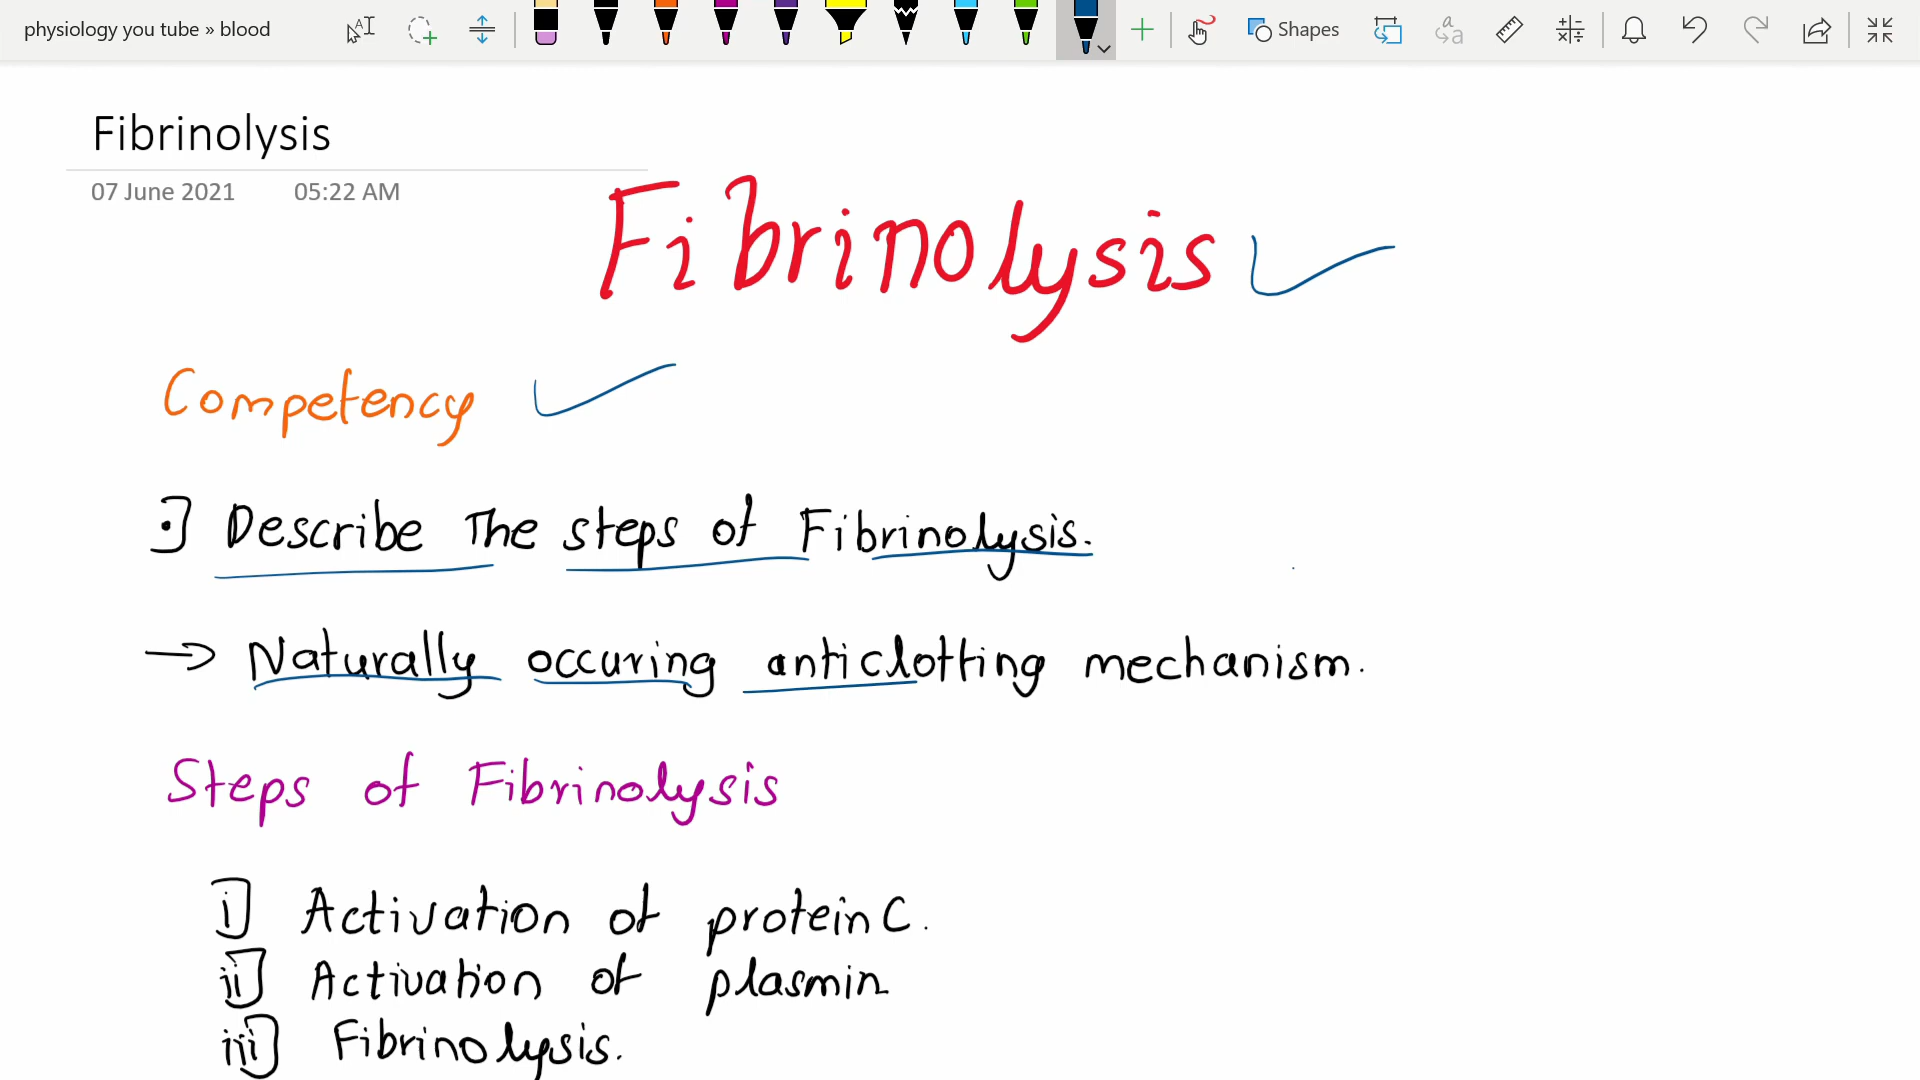 physiology you tube » blood
Shapes
Fibrinolysis
07 June 2021 05:22 AM
Fibrinolysis
Competency
:] Describe The steps of Fibrinolysis.
→ Naturally occuring anticlotting mechanism.
Steps of Fibrinolysis
i] Activation of protein C.
ii] Activation of plasmin
iii] Fibrinolysis.